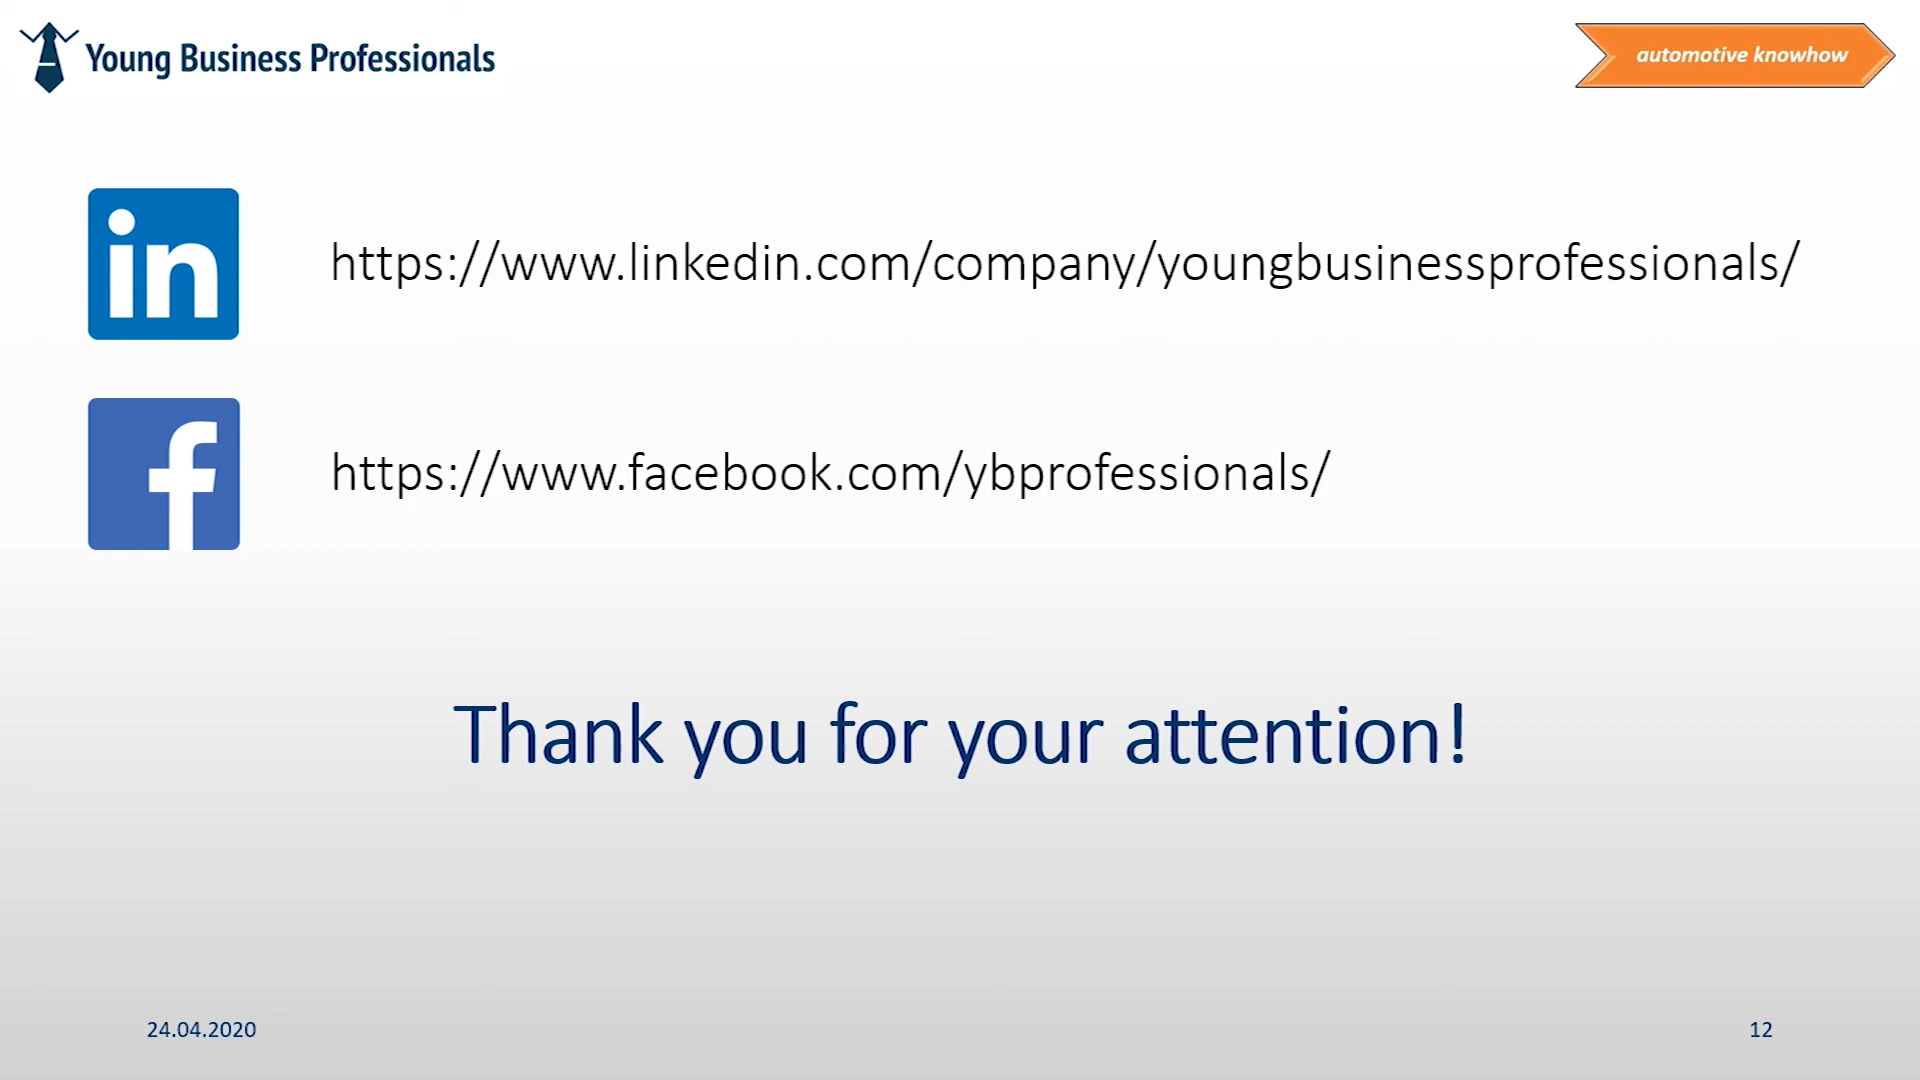 Young Business Professionals
automotive knowhow
in
https://www.linkedin.com/company/youngbusinessprofessionals/
f
https://www.facebook.com/ybprofessionals/
Thank you for your attention!
24.04.2020
12